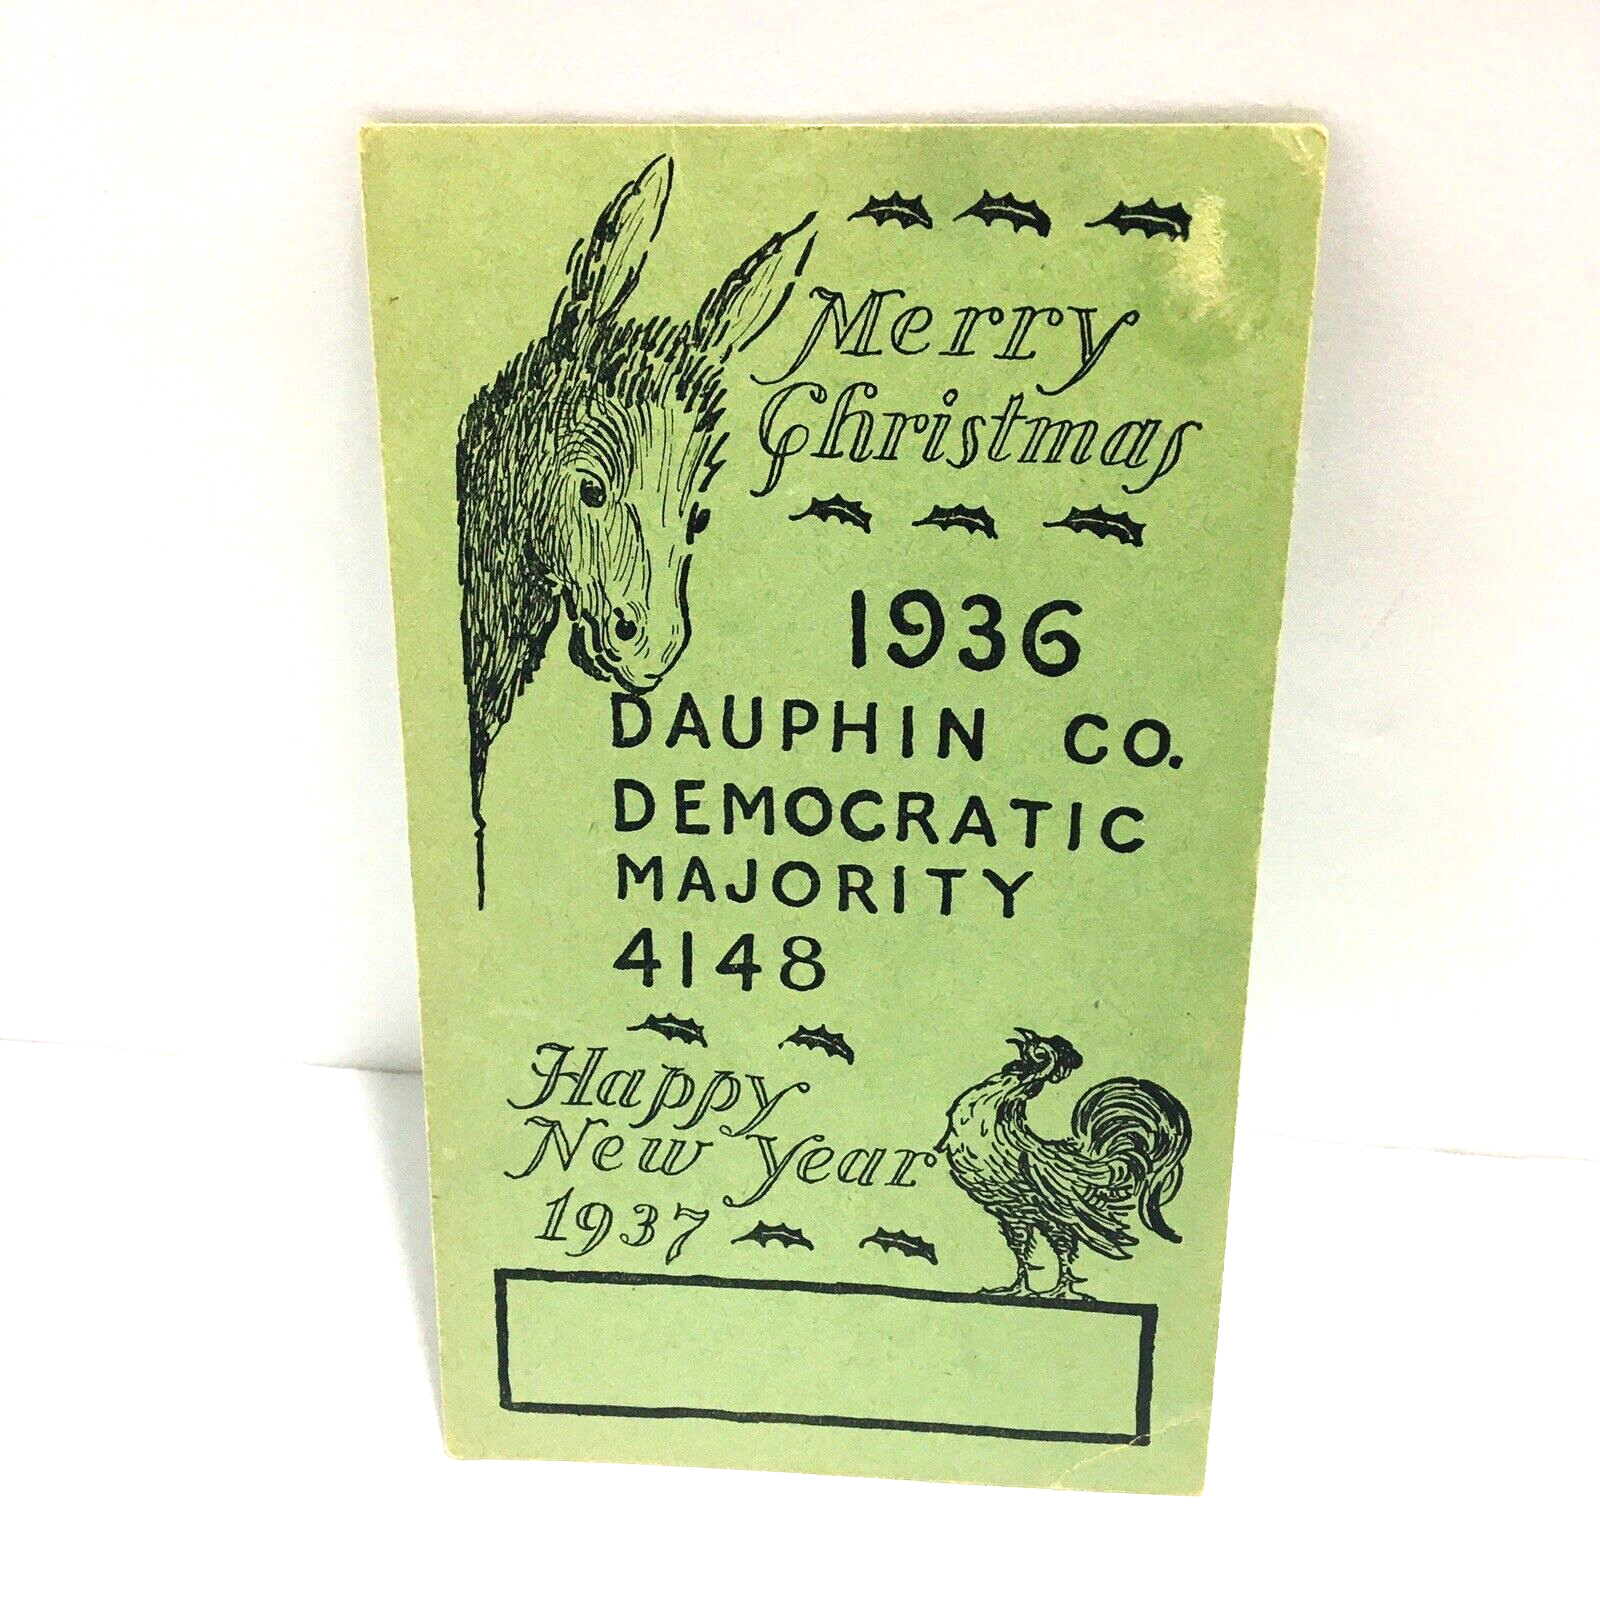 Merry
Christmas
1936
DAUPHIN CO.
DEMOCRATIC
MAJORITY
4148
Happy
New Year
1937